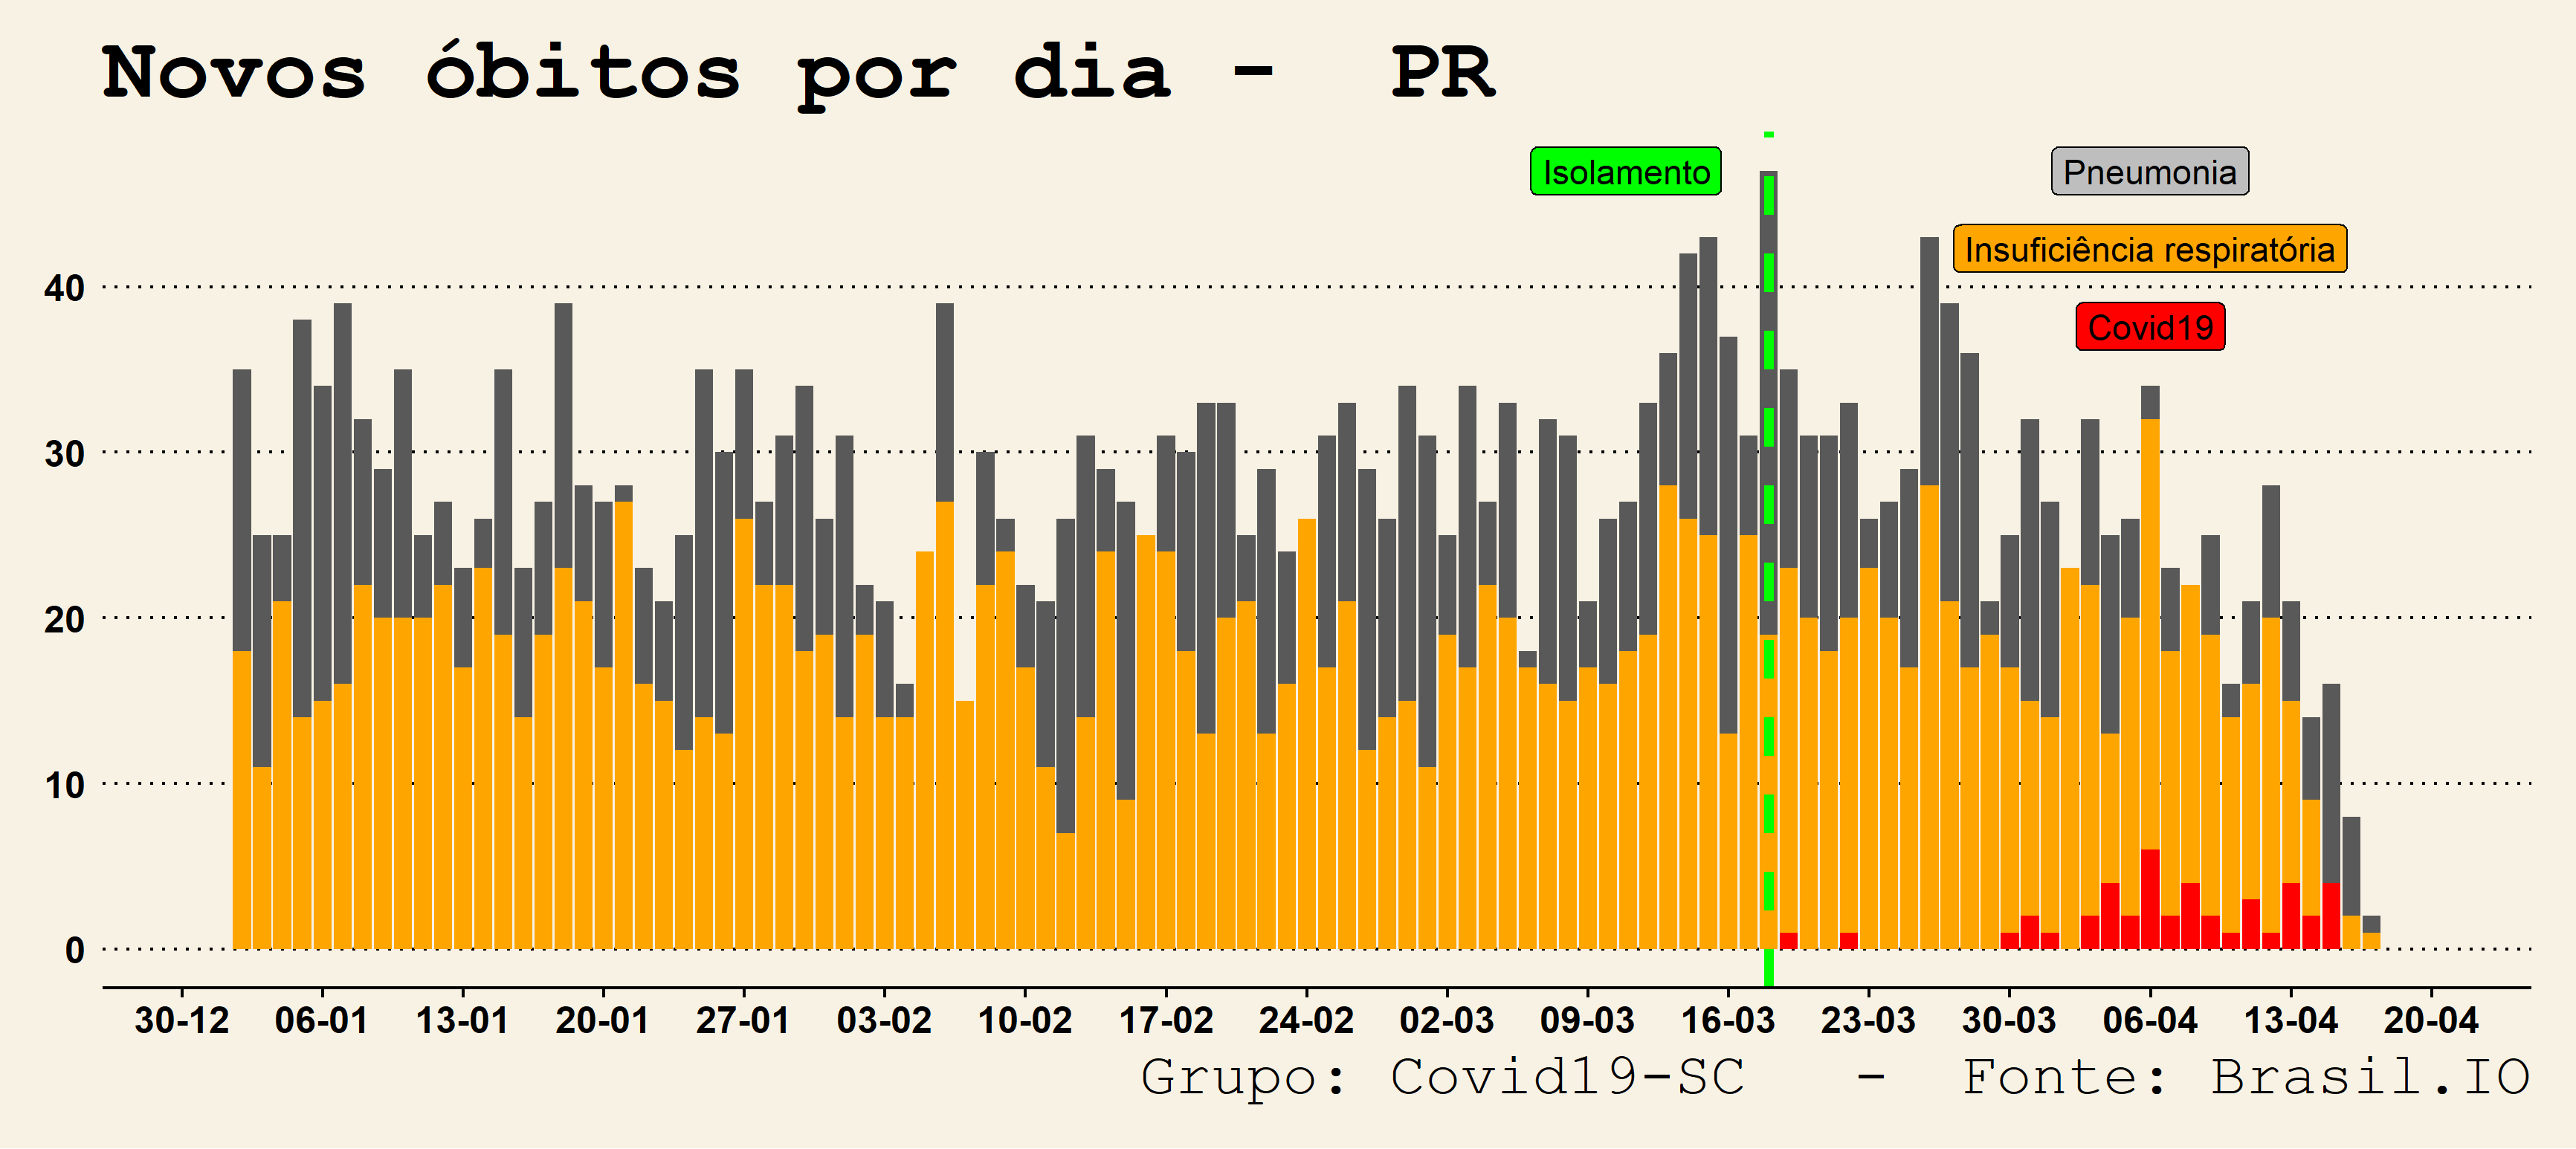 Novos óbitos por dia - PR
Isolamento
Pneumonia
Insuficiência respiratória
Covid19
40
30
20
10
0
30-12 06-01 13-01 20-01 27-01 03-02 10-02 17-02 24-02 02-03 09-03 16-03 23-03 30-03 06-04 13-04 20-04
Grupo: Covid19-SC - Fonte: Brasil.IO